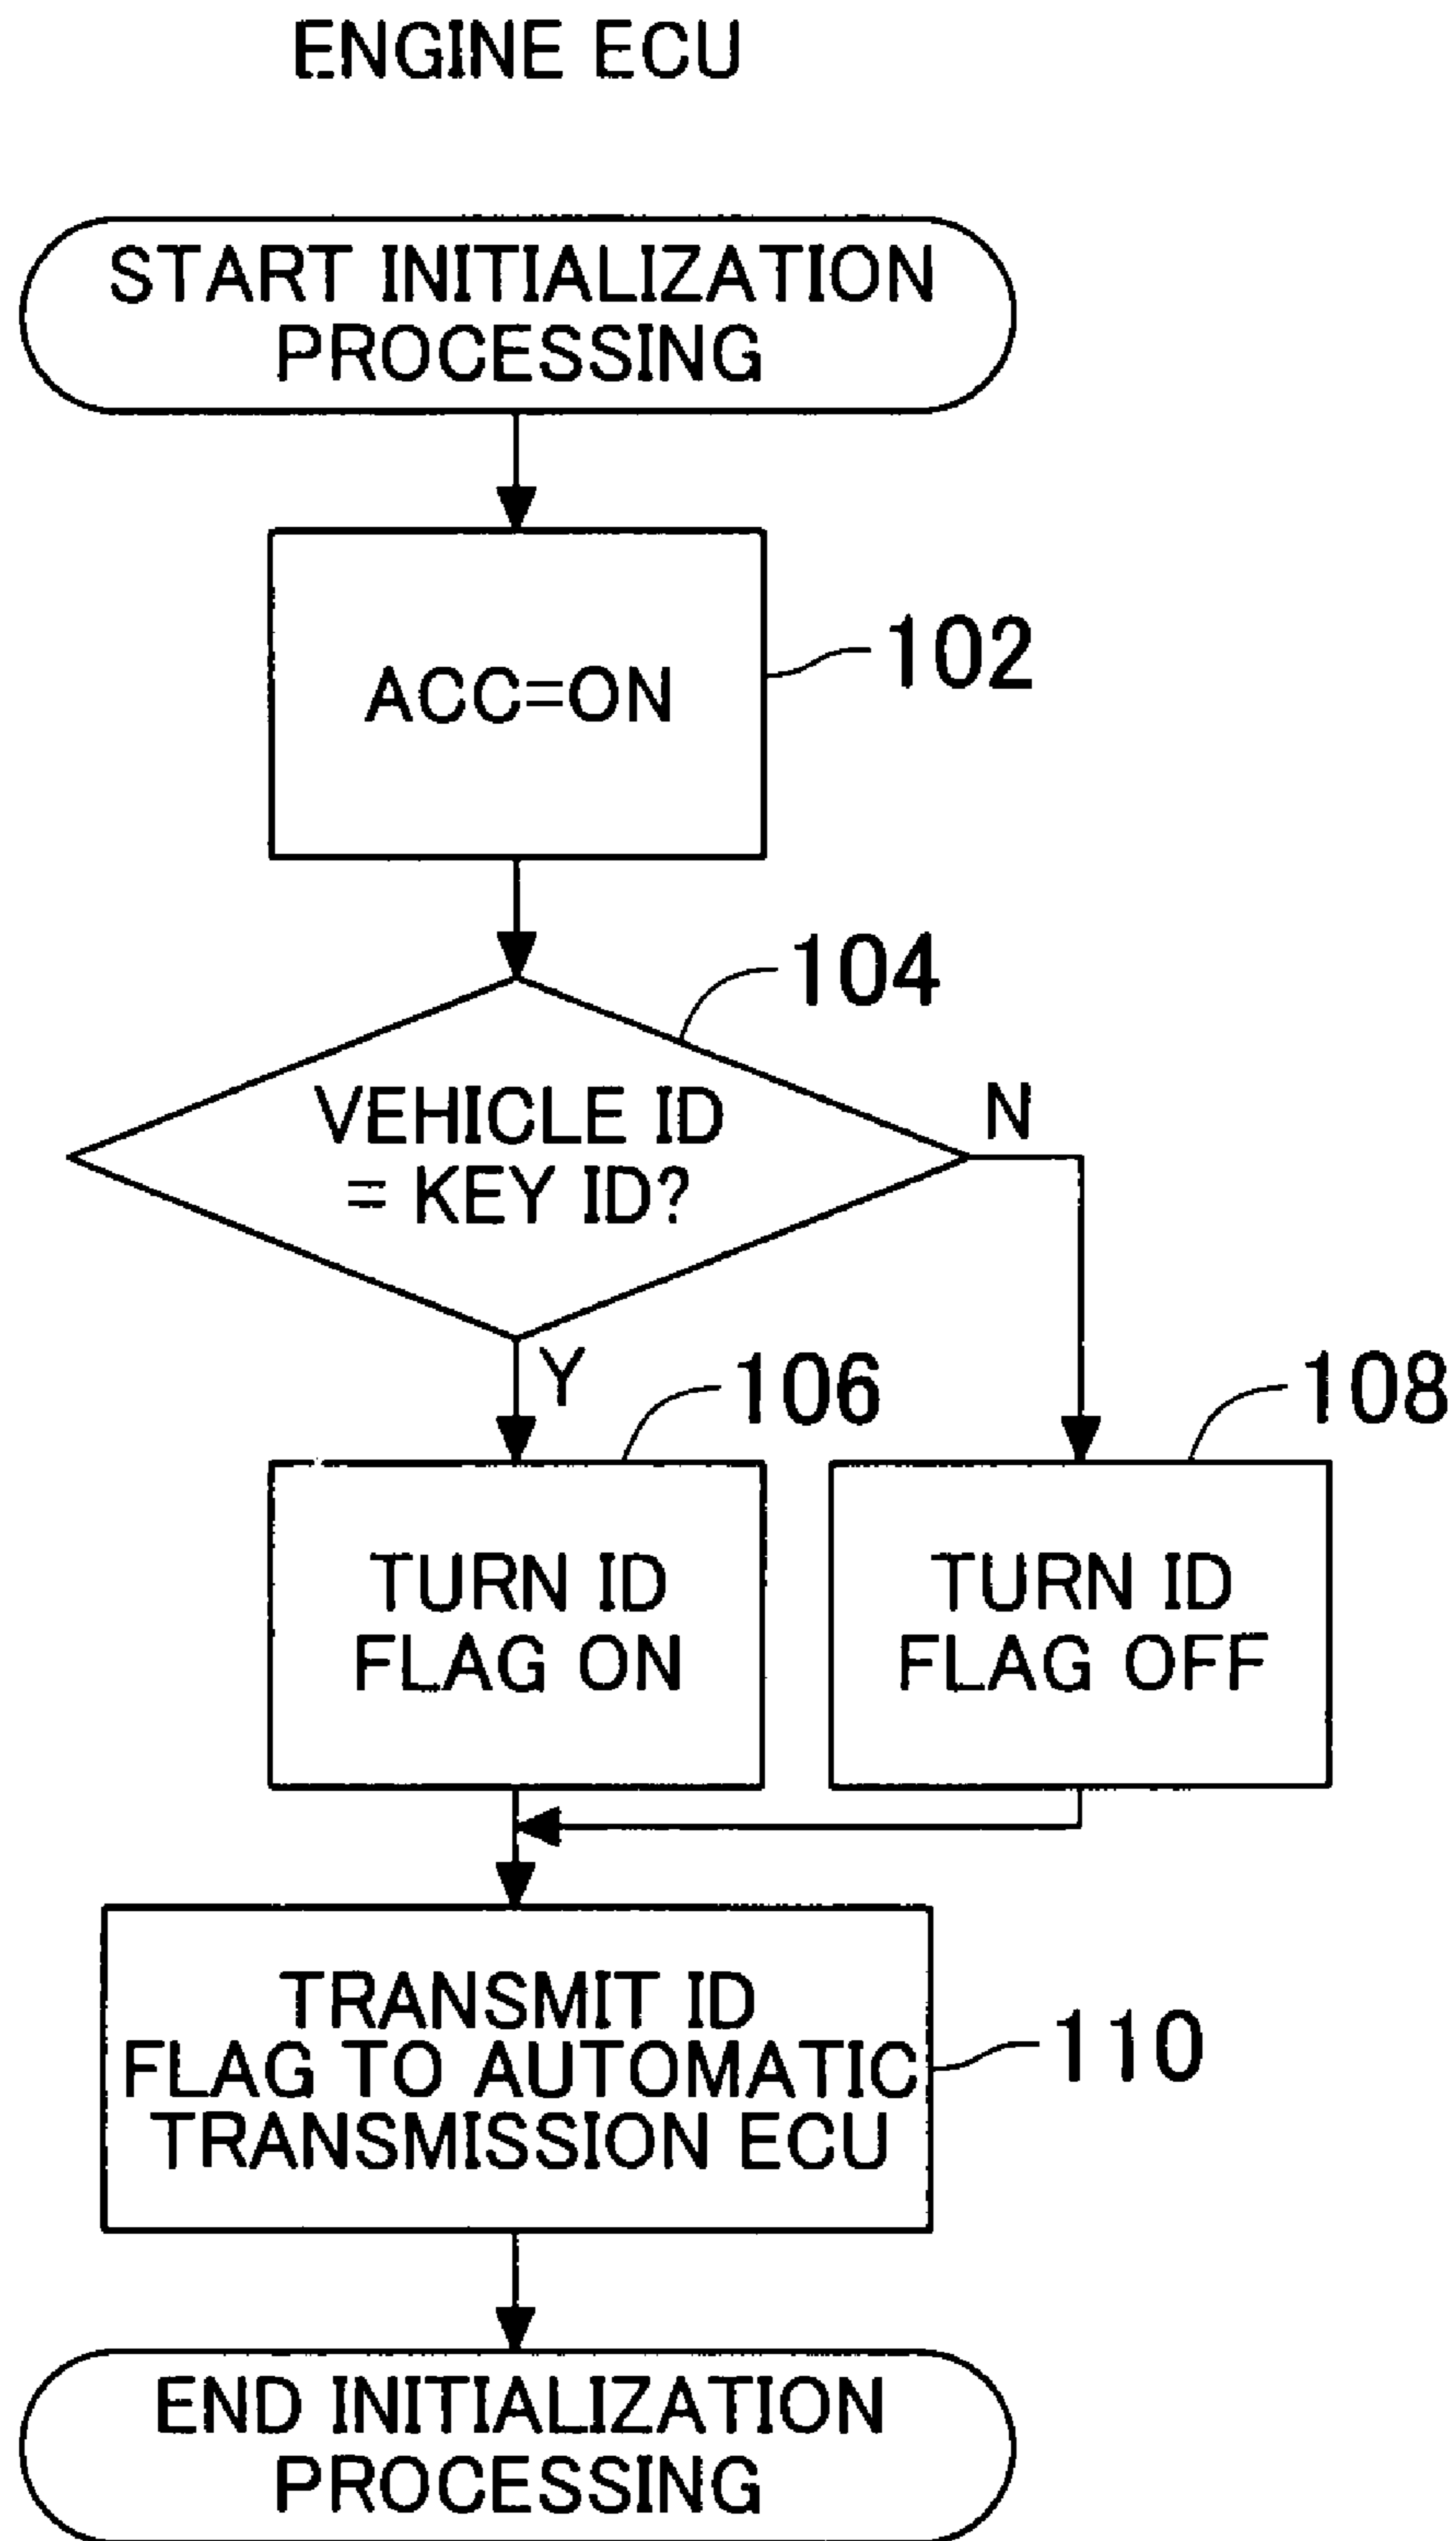 ENGINE ECU
START INITIALIZATION
PROCESSING
ACC=ON
102
104
VEHICLE ID
= KEY ID?
N
Y
106
108
TURN ID
FLAG ON
TURN ID
FLAG OFF
TRANSMIT ID
FLAG TO AUTOMATIC
TRANSMISSION ECU
110
END INITIALIZATION
PROCESSING